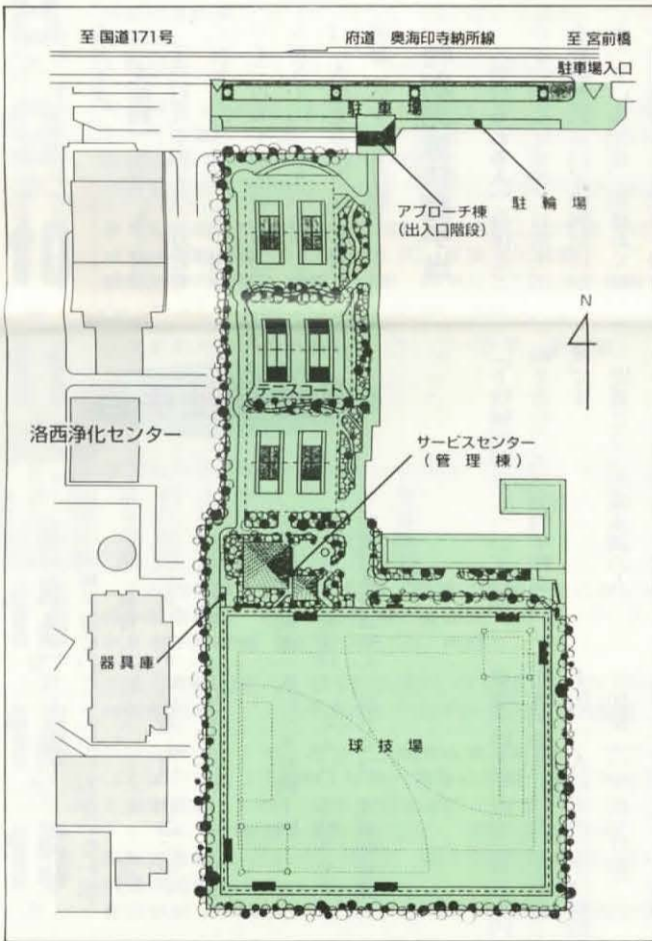 至 国道171号
府道 奥海印寺納所線
至 宮前橋
駐車場入口
駐車場
アプローチ棟
(出入口階段)
駐輪場
N
テニスコート
洛西浄化センター
サービスセンター
(管理棟)
器具庫
球技場